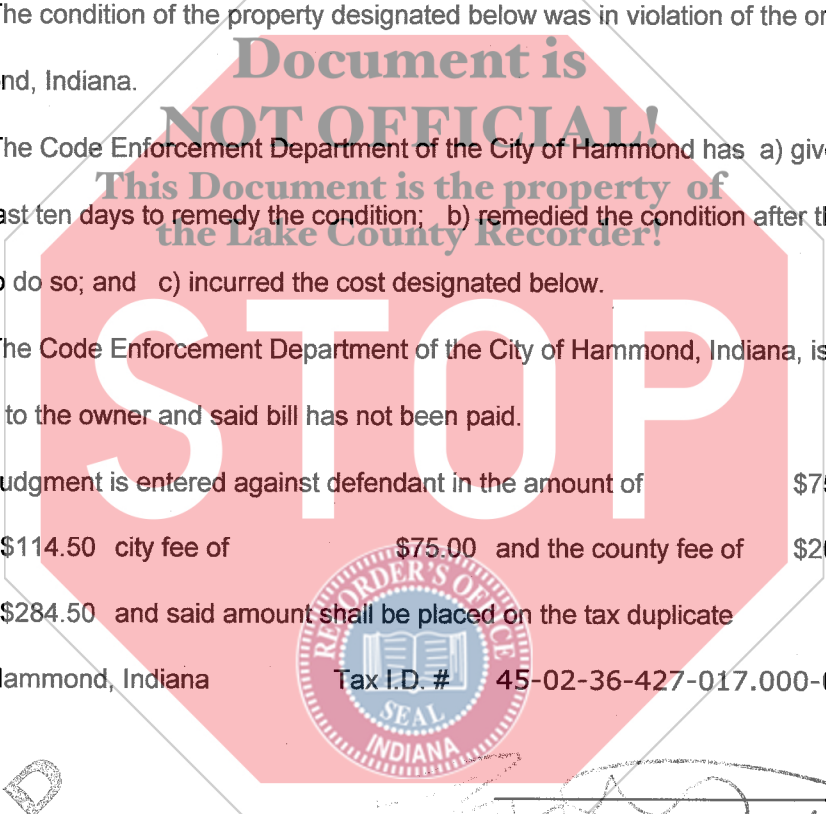 The condition of the property designated below was in violation of the or
Document is
nd, Indiana.
NOT OFFICIAL!
The Code Enforcement Department of the City of Hammond has a) giv
This Document is the property of
ast ten days to remedy the condition; b) remedied the condition after th
the Lake County Recorder!
o do so; and c) incurred the cost designated below.
STOP
The Code Enforcement Department of the City of Hammond, Indiana, is
to the owner and said bill has not been paid.
udgment is entered against defendant in the amount of $75
$114.50 city fee of $75.00 and the county fee of $20
$284.50 and said amount shall be placed on the tax duplicate
Hammond, Indiana Tax I.D. # 45-02-36-427-017.000-0
RECORDER'S OFFICE
SEAL
INDIANA
D